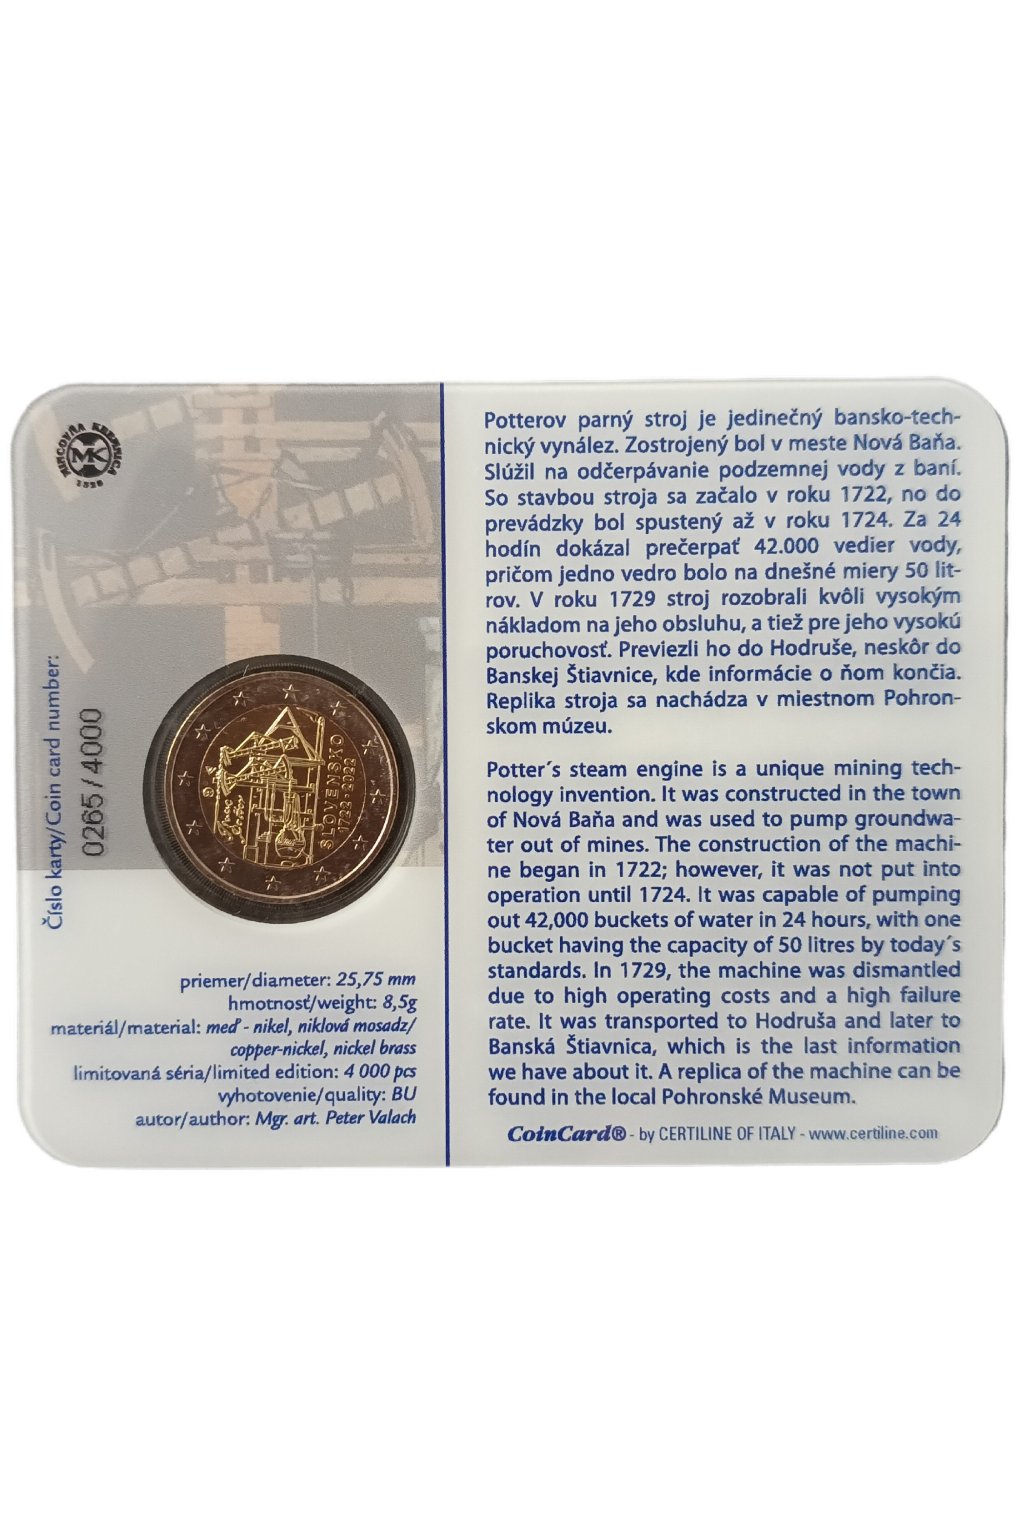 MINCOVŇA KREMNICA
MK
1328
Číslo karty/Coin card number:
0265/4000
SLOVENSKO
1722-2022
priemer/diameter: 25,75 mm
hmotnosť/weight: 8,5g
materiál/material: meď - nikel, niklová mosadz/
copper-nickel, nickel brass
limitovaná séria/limited edition: 4 000 pcs
vyhotovenie/quality: BU
autor/author: Mgr. art. Peter Valach
Potterov parný stroj je jedinečný bansko-tech-
nický vynález. Zostrojený bol v meste Nová Baňa.
Slúžil na odčerpávanie podzemnej vody z baní.
So stavbou stroja sa začalo v roku 1722, no do
prevádzky bol spustený až v roku 1724. Za 24
hodín dokázal prečerpať 42.000 vedier vody,
pričom jedno vedro bolo na dnešné miery 50 lit-
rov. V roku 1729 stroj rozobrali kvôli vysokým
nákladom na jeho obsluhu, a tiež pre jeho vysokú
poruchovosť. Previezli ho do Hodruše, neskôr do
Banskej Štiavnice, kde informácie o ňom končia.
Replika stroja sa nachádza v miestnom Pohron-
skom múzeu.
Potter´s steam engine is a unique mining tech-
nology invention. It was constructed in the town
of Nová Baňa and was used to pump groundwa-
ter out of mines. The construction of the machi-
ne began in 1722; however, it was not put into
operation until 1724. It was capable of pumping
out 42,000 buckets of water in 24 hours, with one
bucket having the capacity of 50 litres by today´s
standards. In 1729, the machine was dismantled
due to high operating costs and a high failure
rate. It was transported to Hodruša and later to
Banská Štiavnica, which is the last information
we have about it. A replica of the machine can be
found in the local Pohronské Museum.
CoinCard® - by CERTILINE OF ITALY - www.certiline.com